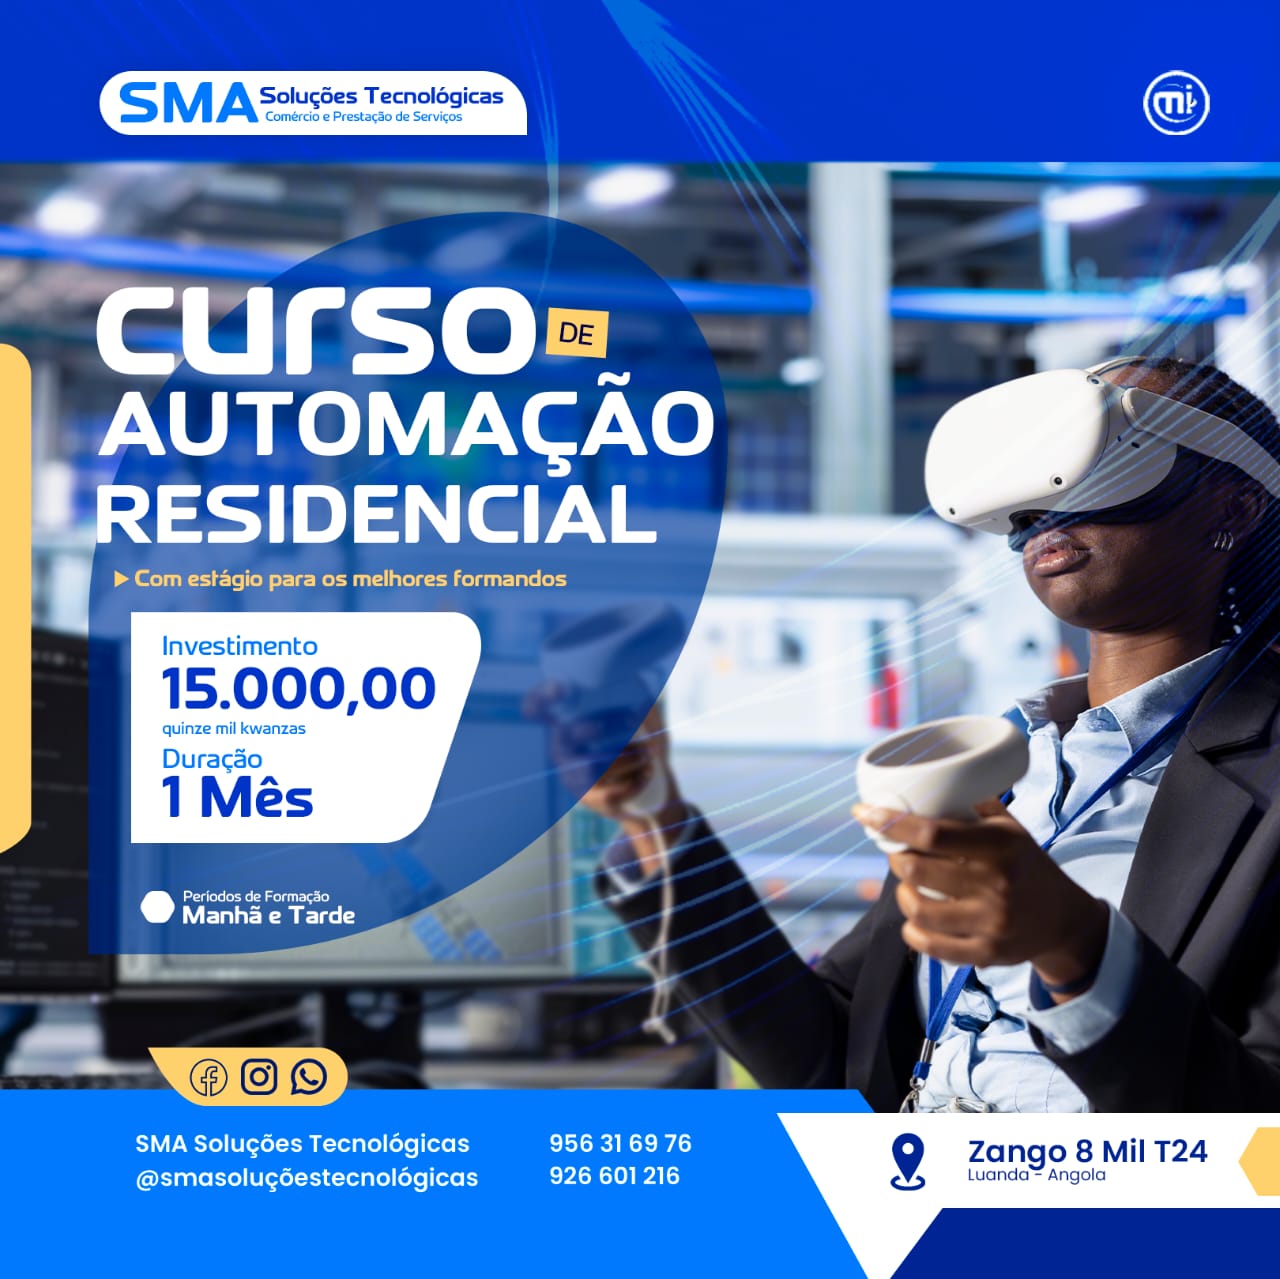 SMA Soluções Tecnológicas
Comércio e Prestação de Serviços
mi
CURSO DE
AUTOMAÇÃO
RESIDENCIAL
Com estágio para os melhores formandos
Investimento
15.000,00
quinze mil kwanzas
Duração
1 Mês
Períodos de Formação
Manhã e Tarde
SMA Soluções Tecnológicas
@smasoluçõestecnológicas
956 31 69 76
926 601 216
Zango 8 Mil T24
Luanda - Angola